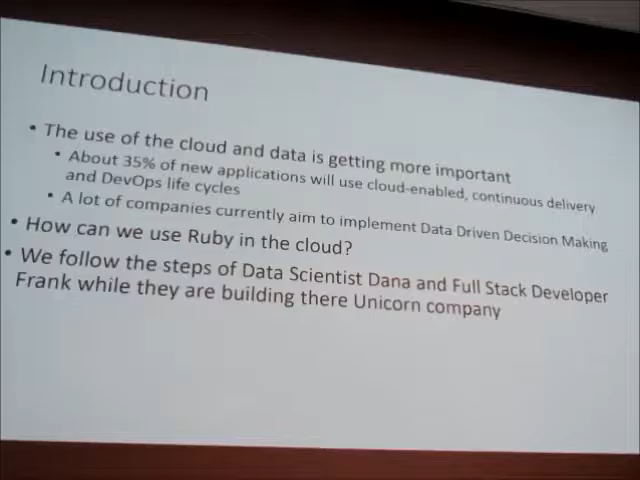 Introduction
• The use of the cloud and data is getting more important
• About 35% of new applications will use cloud-enabled, continuous delivery
and DevOps life cycles
• A lot of companies currently aim to implement Data Driven Decision Making
• How can we use Ruby in the cloud?
• We follow the steps of Data Scientist Dana and Full Stack Developer
Frank while they are building there Unicorn company